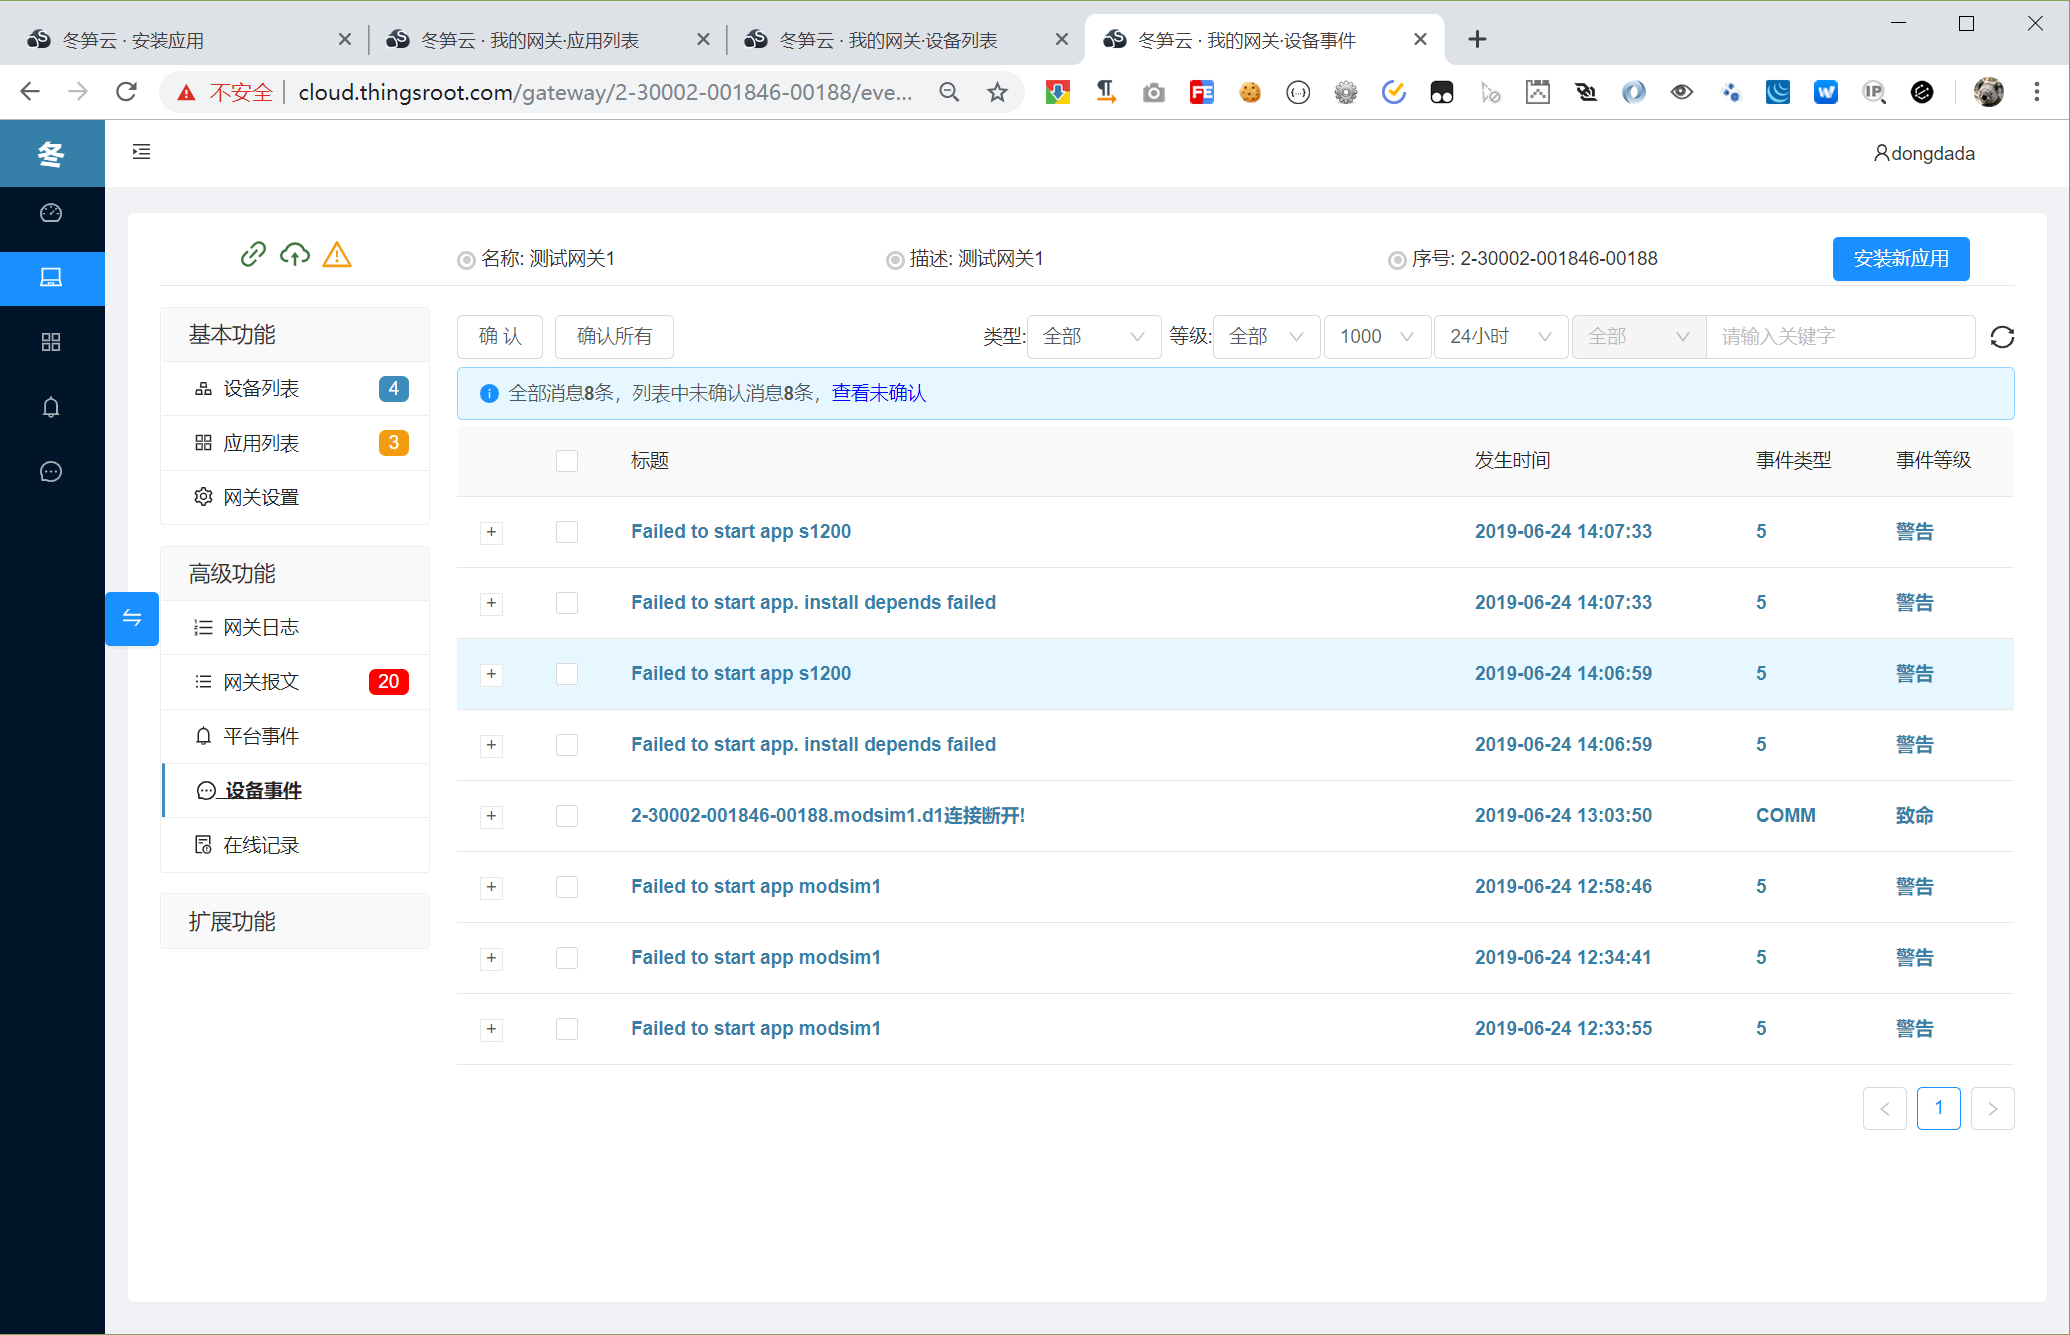 冬笋云 · 安装应用
冬笋云 · 我的网关·应用列表
冬笋云 · 我的网关·设备列表
冬笋云 · 我的网关·设备事件
不安全
cloud.thingsroot.com/gateway/2-30002-001846-00188/eve...
冬
dongdada
名称: 测试网关1
描述: 测试网关1
序号: 2-30002-001846-00188
安装新应用
基本功能
设备列表 4
应用列表 3
网关设置
高级功能
网关日志
网关报文 20
平台事件
设备事件
在线记录
扩展功能
确 认
确认所有
类型: 全部
等级: 全部
1000
24小时
全部
请输入关键字
全部消息8条，列表中未确认消息8条，查看未确认
标题 发生时间 事件类型 事件等级
Failed to start app s1200 2019-06-24 14:07:33 5 警告
Failed to start app. install depends failed 2019-06-24 14:07:33 5 警告
Failed to start app s1200 2019-06-24 14:06:59 5 警告
Failed to start app. install depends failed 2019-06-24 14:06:59 5 警告
2-30002-001846-00188.modsim1.d1连接断开! 2019-06-24 13:03:50 COMM 致命
Failed to start app modsim1 2019-06-24 12:58:46 5 警告
Failed to start app modsim1 2019-06-24 12:34:41 5 警告
Failed to start app modsim1 2019-06-24 12:33:55 5 警告
1